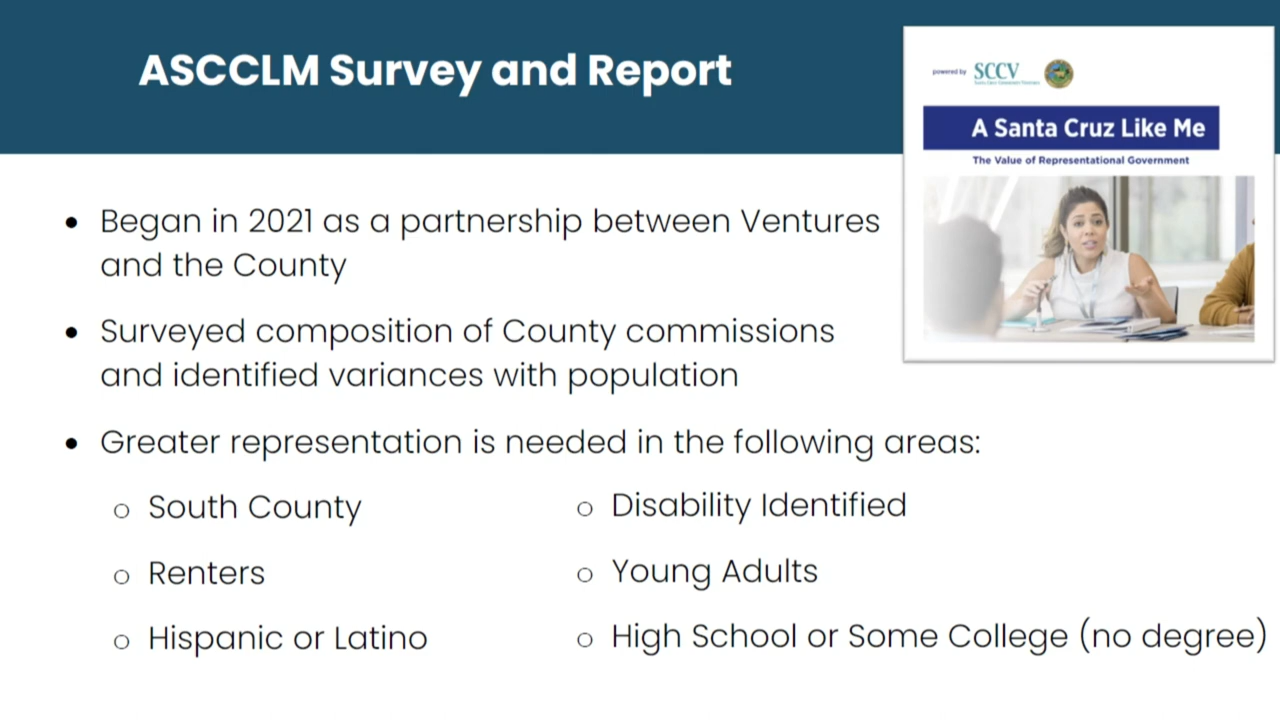 ASCCLM Survey and Report
powered by SCCV
A Santa Cruz Like Me
The Value of Representational Government
• Began in 2021 as a partnership between Ventures
and the County
• Surveyed composition of County commissions
and identified variances with population
• Greater representation is needed in the following areas:
o South County
o Renters
o Hispanic or Latino
o Disability Identified
o Young Adults
o High School or Some College (no degree)